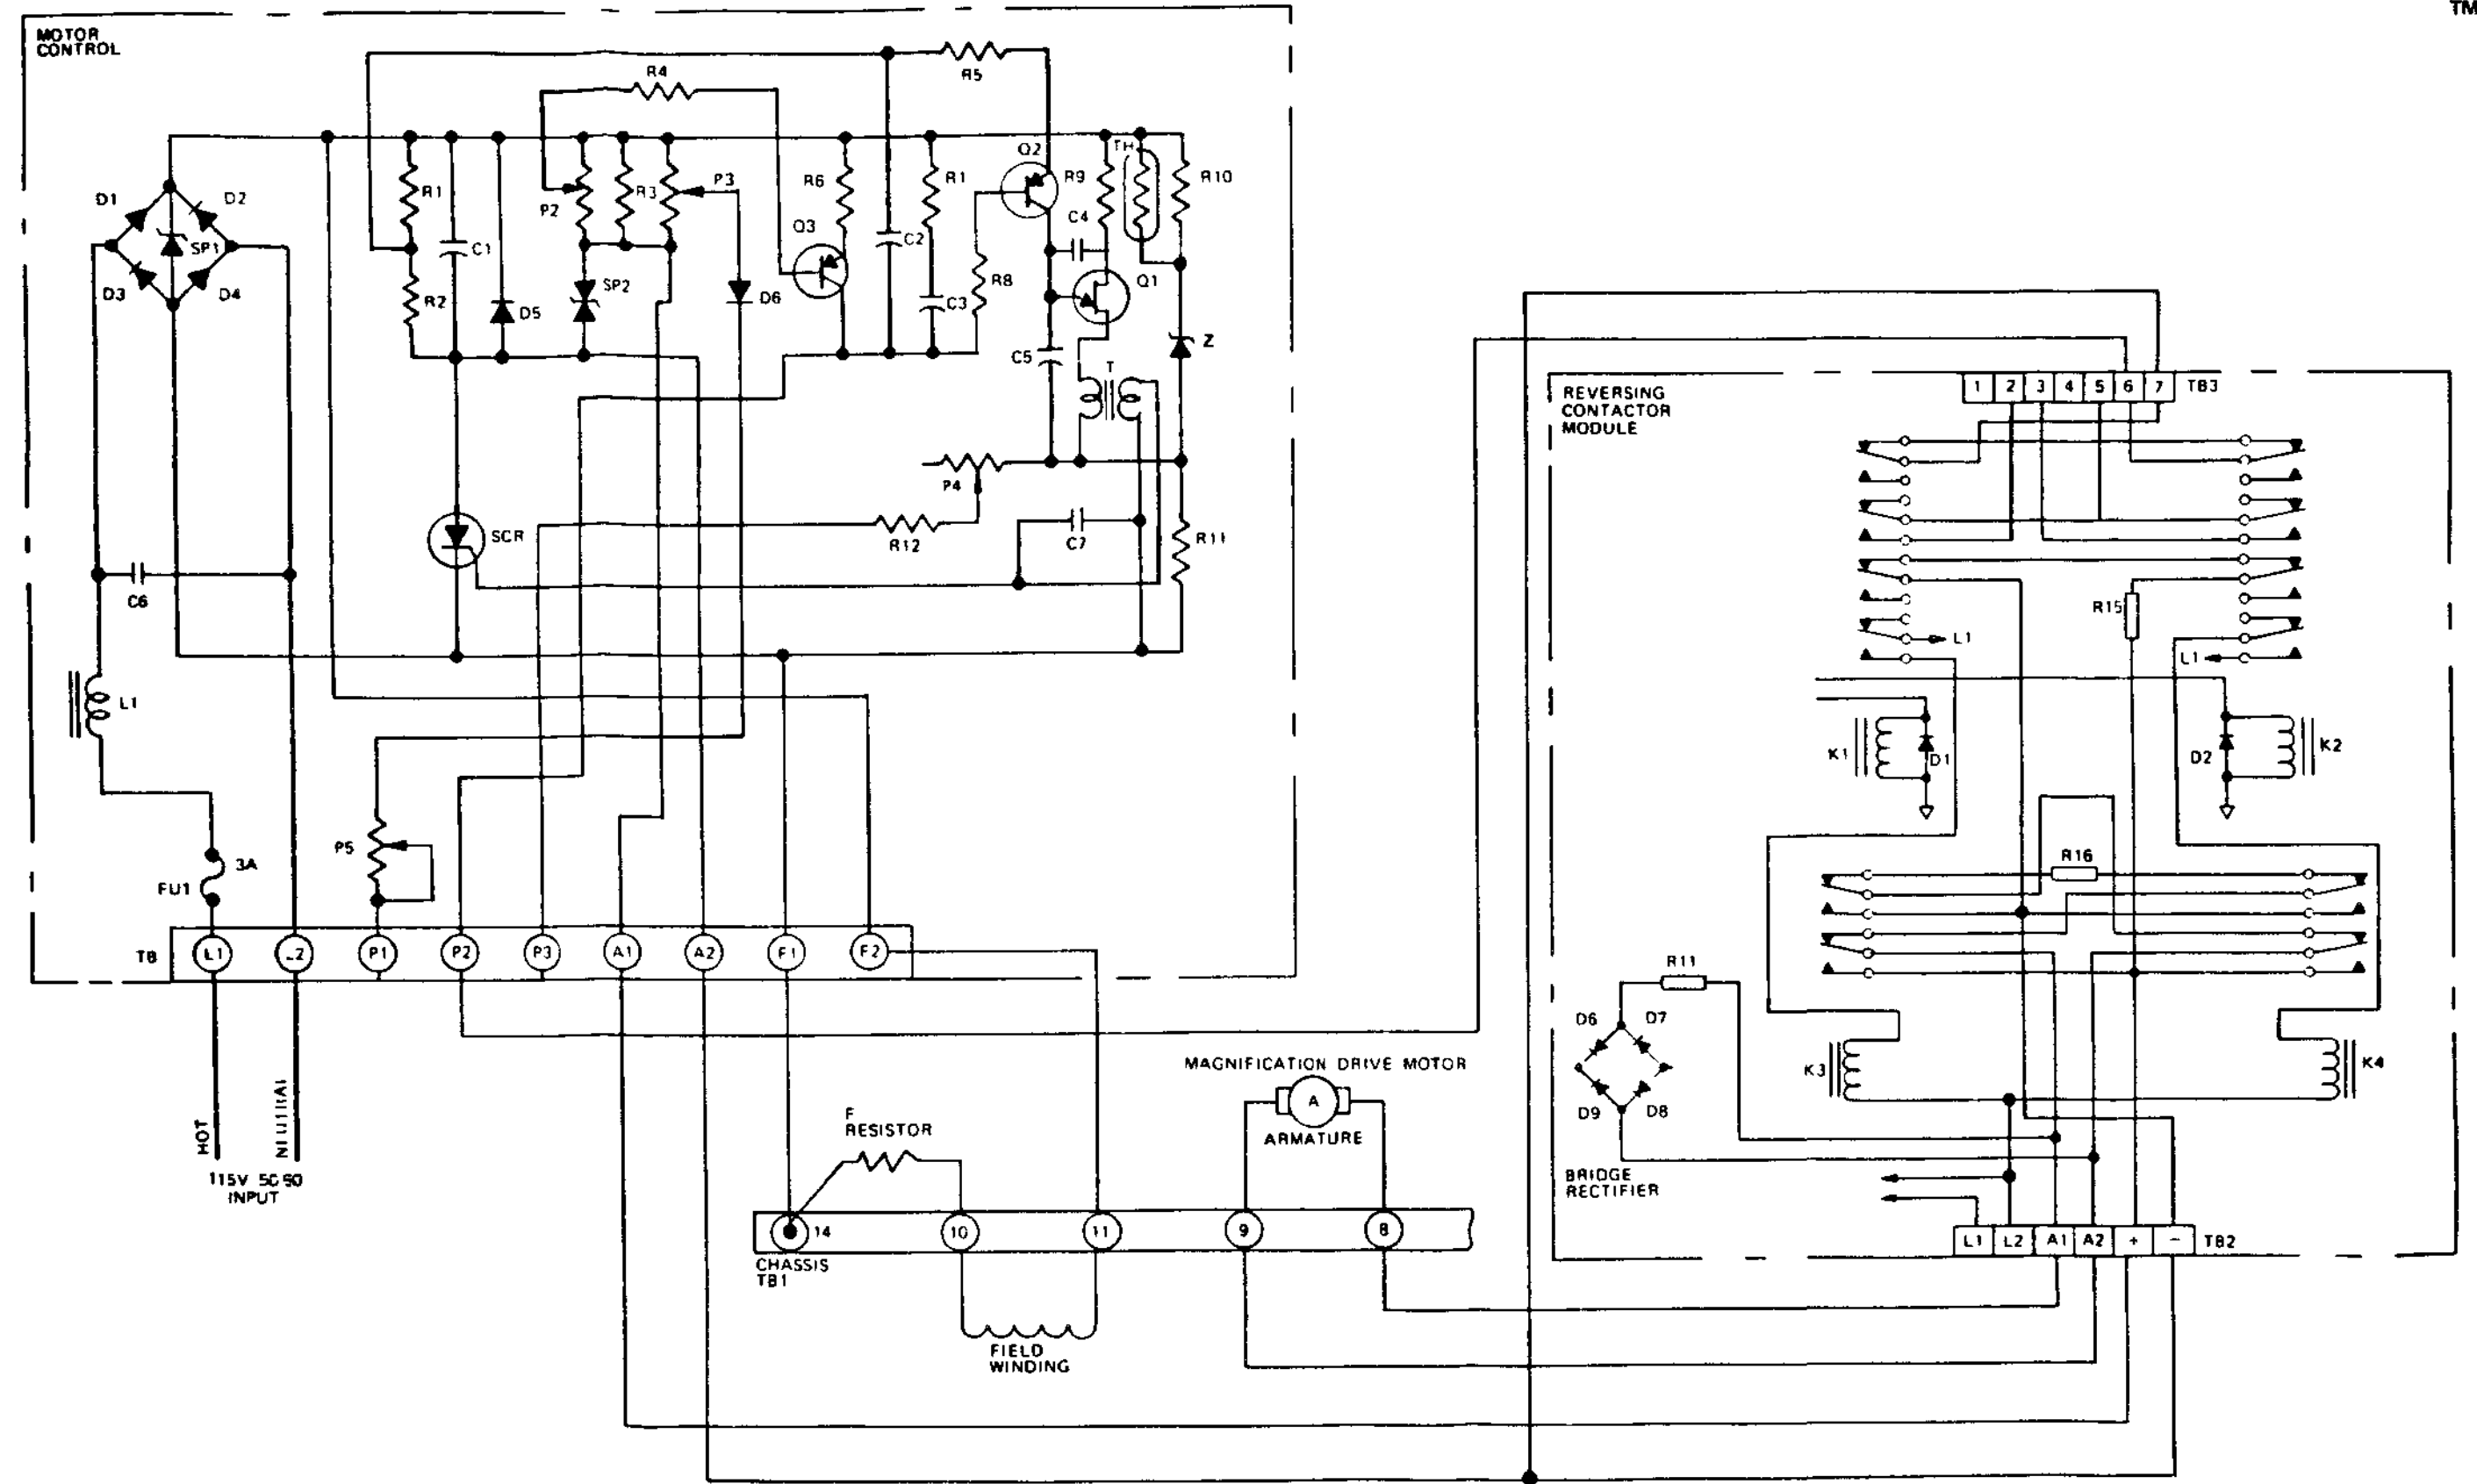 TM
MOTOR
CONTROL
R5
R4
Q2
TH
R9
R10
D1
D2
R1
R3
P3
R6
R1
P2
C4
Q3
SP1
C1
C2
Q1
D3
D4
R2
SP2
D6
R8
C3
D5
C5
Z
T
P4
SCR
R12
C7
R11
C6
L1
P5
3A
FU1
TB
L1
L2
P1
P2
P3
A1
A2
F1
F2
HOT
115V
INPUT
F
RESISTOR
MAGNIFICATION DRIVE MOTOR
A
ARMATURE
14
10
11
9
8
CHASSIS
TB1
FIELD
WINDING
REVERSING
CONTACTOR
MODULE
1 2 3 4 5 6 7 TB3
R15
L1
L1
K1
D1
D2
K2
R16
R11
D6
D7
D9
D8
K3
K4
BRIDGE
RECTIFIER
L1 L2 A1 A2 + − TB2